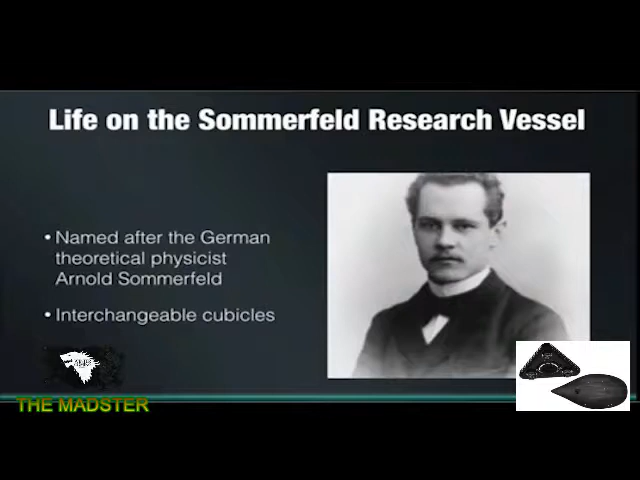 Life on the Sommerfeld Research Vessel
• Named after the German
theoretical physicist
Arnold Sommerfeld
• Interchangeable cubicles
THE MADSTER